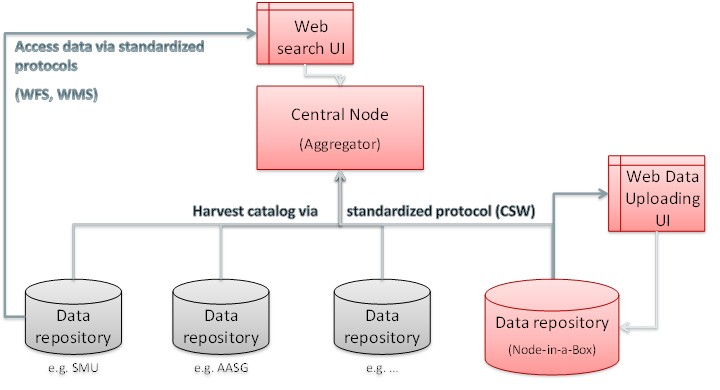 Web
search UI
Access data via standardized
protocols
(WFS, WMS)
Central Node
(Aggregator)
Web Data
Uploading
UI
Harvest catalog via standardized protocol (CSW)
Data
repository
e.g. SMU
Data
repository
e.g. AASG
Data
repository
e.g. ...
Data repository
(Node-in-a-Box)